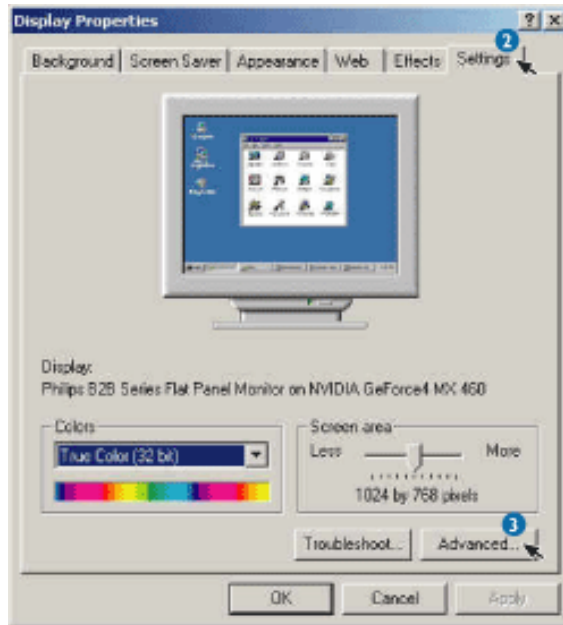 Display Properties
2
Background Screen Saver Appearance Web Effects Settings
Display:
Philips B2B Series Flat Panel Monitor on NVIDIA GeForce4 MX 460
Colors
Screen area
True Color (32 bit)
Less More
1024 by 768 pixels
3
Troubleshoot... Advanced...
OK Cancel Apply